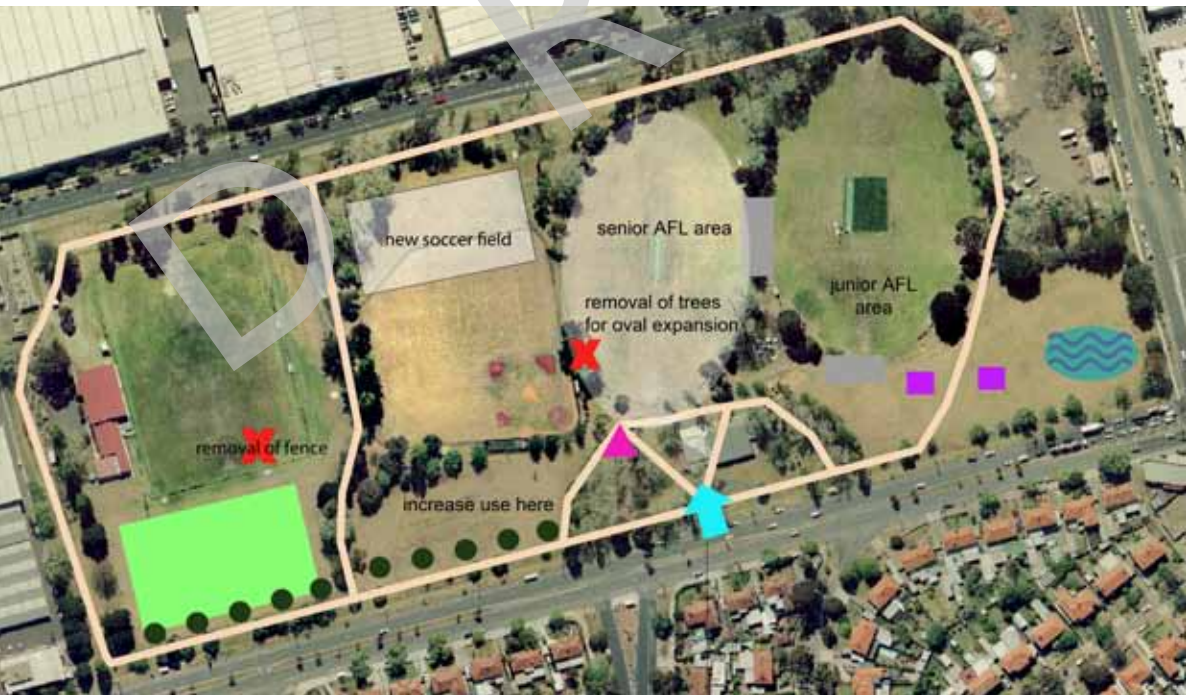 new soccer field
senior AFL area
removal of trees
for oval expansion
junior AFL
area
removal of fence
increase use here